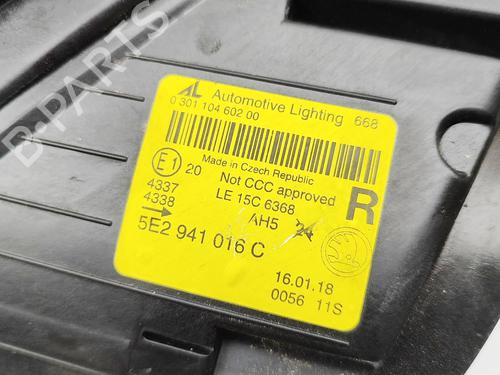 B-PARTS
AL Automotive Lighting 668
0 301 104 602 00
Made in Czech Republic
E1 20
Not CCC approved
4337
LE 15C 6368
R
4338
AH5 24
5E2 941 016 C
16.01.18
0056 11S